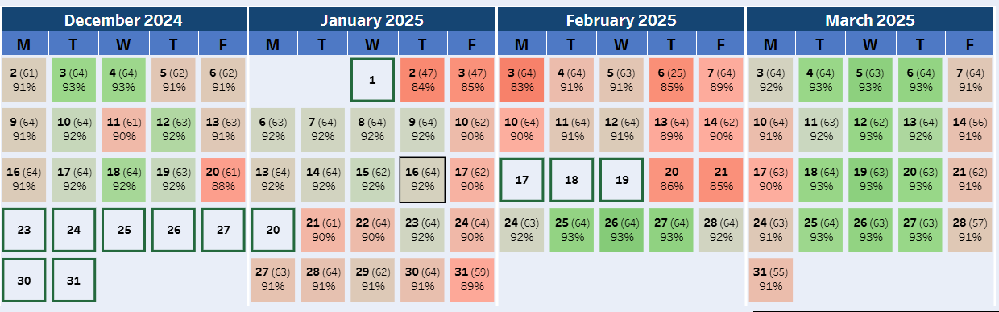 December 2024 January 2025 February 2025 March 2025
M T W T F M T W T F M T W T F M T W T F
2 (61) 3 (64) 4 (64) 5 (62) 6 (62) 1 2 (47) 3 (47) 3 (64) 4 (64) 5 (63) 6 (25) 7 (64) 3 (64) 4 (64) 5 (63) 6 (64) 7 (64)
91% 93% 93% 91% 91% 84% 85% 83% 91% 91% 85% 89% 92% 93% 93% 93% 91%
9 (64) 10 (64) 11 (61) 12 (63) 13 (63) 6 (63) 7 (64) 8 (64) 9 (64) 10 (62) 10 (64) 11 (64) 12 (64) 13 (64) 14 (62) 10 (64) 11 (63) 12 (62) 13 (64) 14 (56)
91% 92% 90% 92% 91% 92% 92% 92% 92% 90% 90% 91% 91% 89% 90% 91% 92% 93% 92% 91%
16 (64) 17 (64) 18 (64) 19 (63) 20 (61) 13 (64) 14 (64) 15 (62) 16 (64) 17 (62) 17 18 19 20 21 17 (63) 18 (64) 19 (63) 20 (63) 21 (62)
91% 92% 92% 92% 88% 92% 92% 92% 92% 90% 86% 85% 90% 93% 93% 93% 91%
23 24 25 26 27 20 21 (61) 22 (64) 23 (64) 24 (64) 24 (63) 25 (64) 26 (64) 27 (64) 28 (64) 24 (63) 25 (64) 26 (63) 27 (63) 28 (57)
90% 90% 92% 90% 92% 93% 93% 93% 92% 91% 93% 93% 93% 91%
30 31 27 (63) 28 (64) 29 (62) 30 (64) 31 (59) 31 (55)
91% 91% 91% 91% 89% 91%